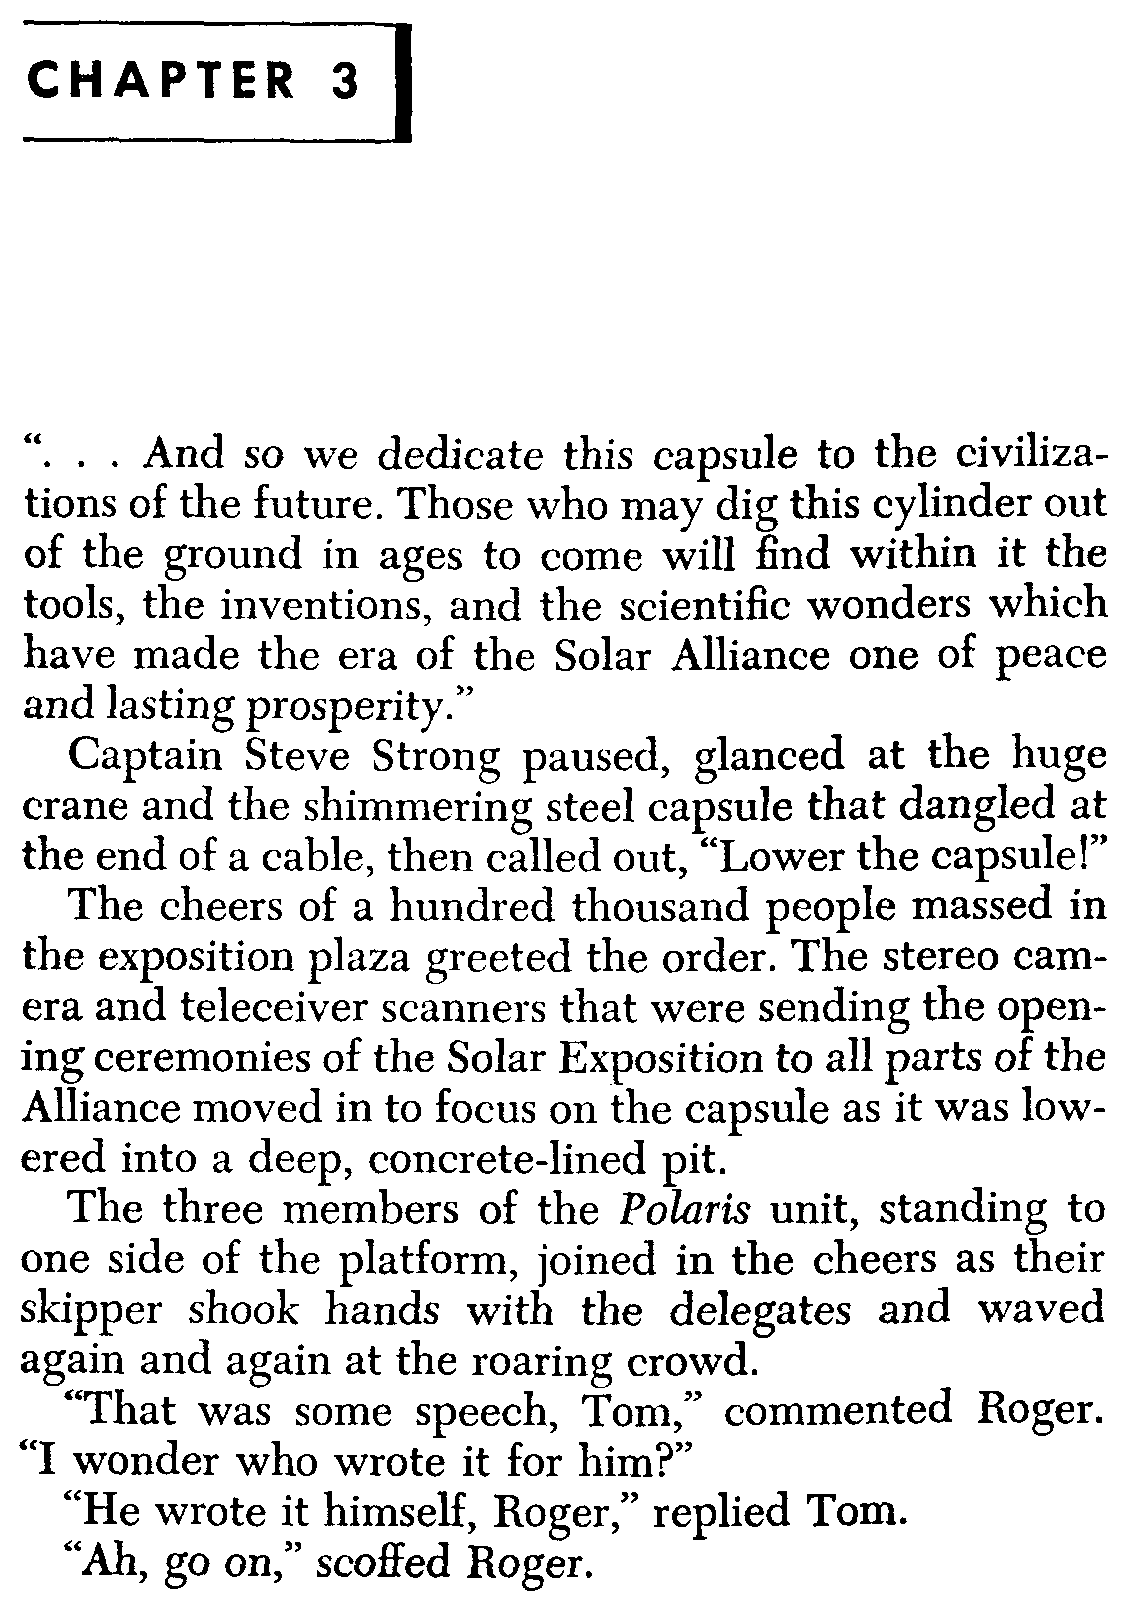 CHAPTER 3
“. . . And so we dedicate this capsule to the civiliza-
tions of the future. Those who may dig this cylinder out
of the ground in ages to come will find within it the
tools, the inventions, and the scientific wonders which
have made the era of the Solar Alliance one of peace
and lasting prosperity.”
Captain Steve Strong paused, glanced at the huge
crane and the shimmering steel capsule that dangled at
the end of a cable, then called out, “Lower the capsule!”
The cheers of a hundred thousand people massed in
the exposition plaza greeted the order. The stereo cam-
era and teleceiver scanners that were sending the open-
ing ceremonies of the Solar Exposition to all parts of the
Alliance moved in to focus on the capsule as it was low-
ered into a deep, concrete-lined pit.
The three members of the Polaris unit, standing to
one side of the platform, joined in the cheers as their
skipper shook hands with the delegates and waved
again and again at the roaring crowd.
“That was some speech, Tom,” commented Roger.
“I wonder who wrote it for him?”
“He wrote it himself, Roger,” replied Tom.
“Ah, go on,” scoffed Roger.